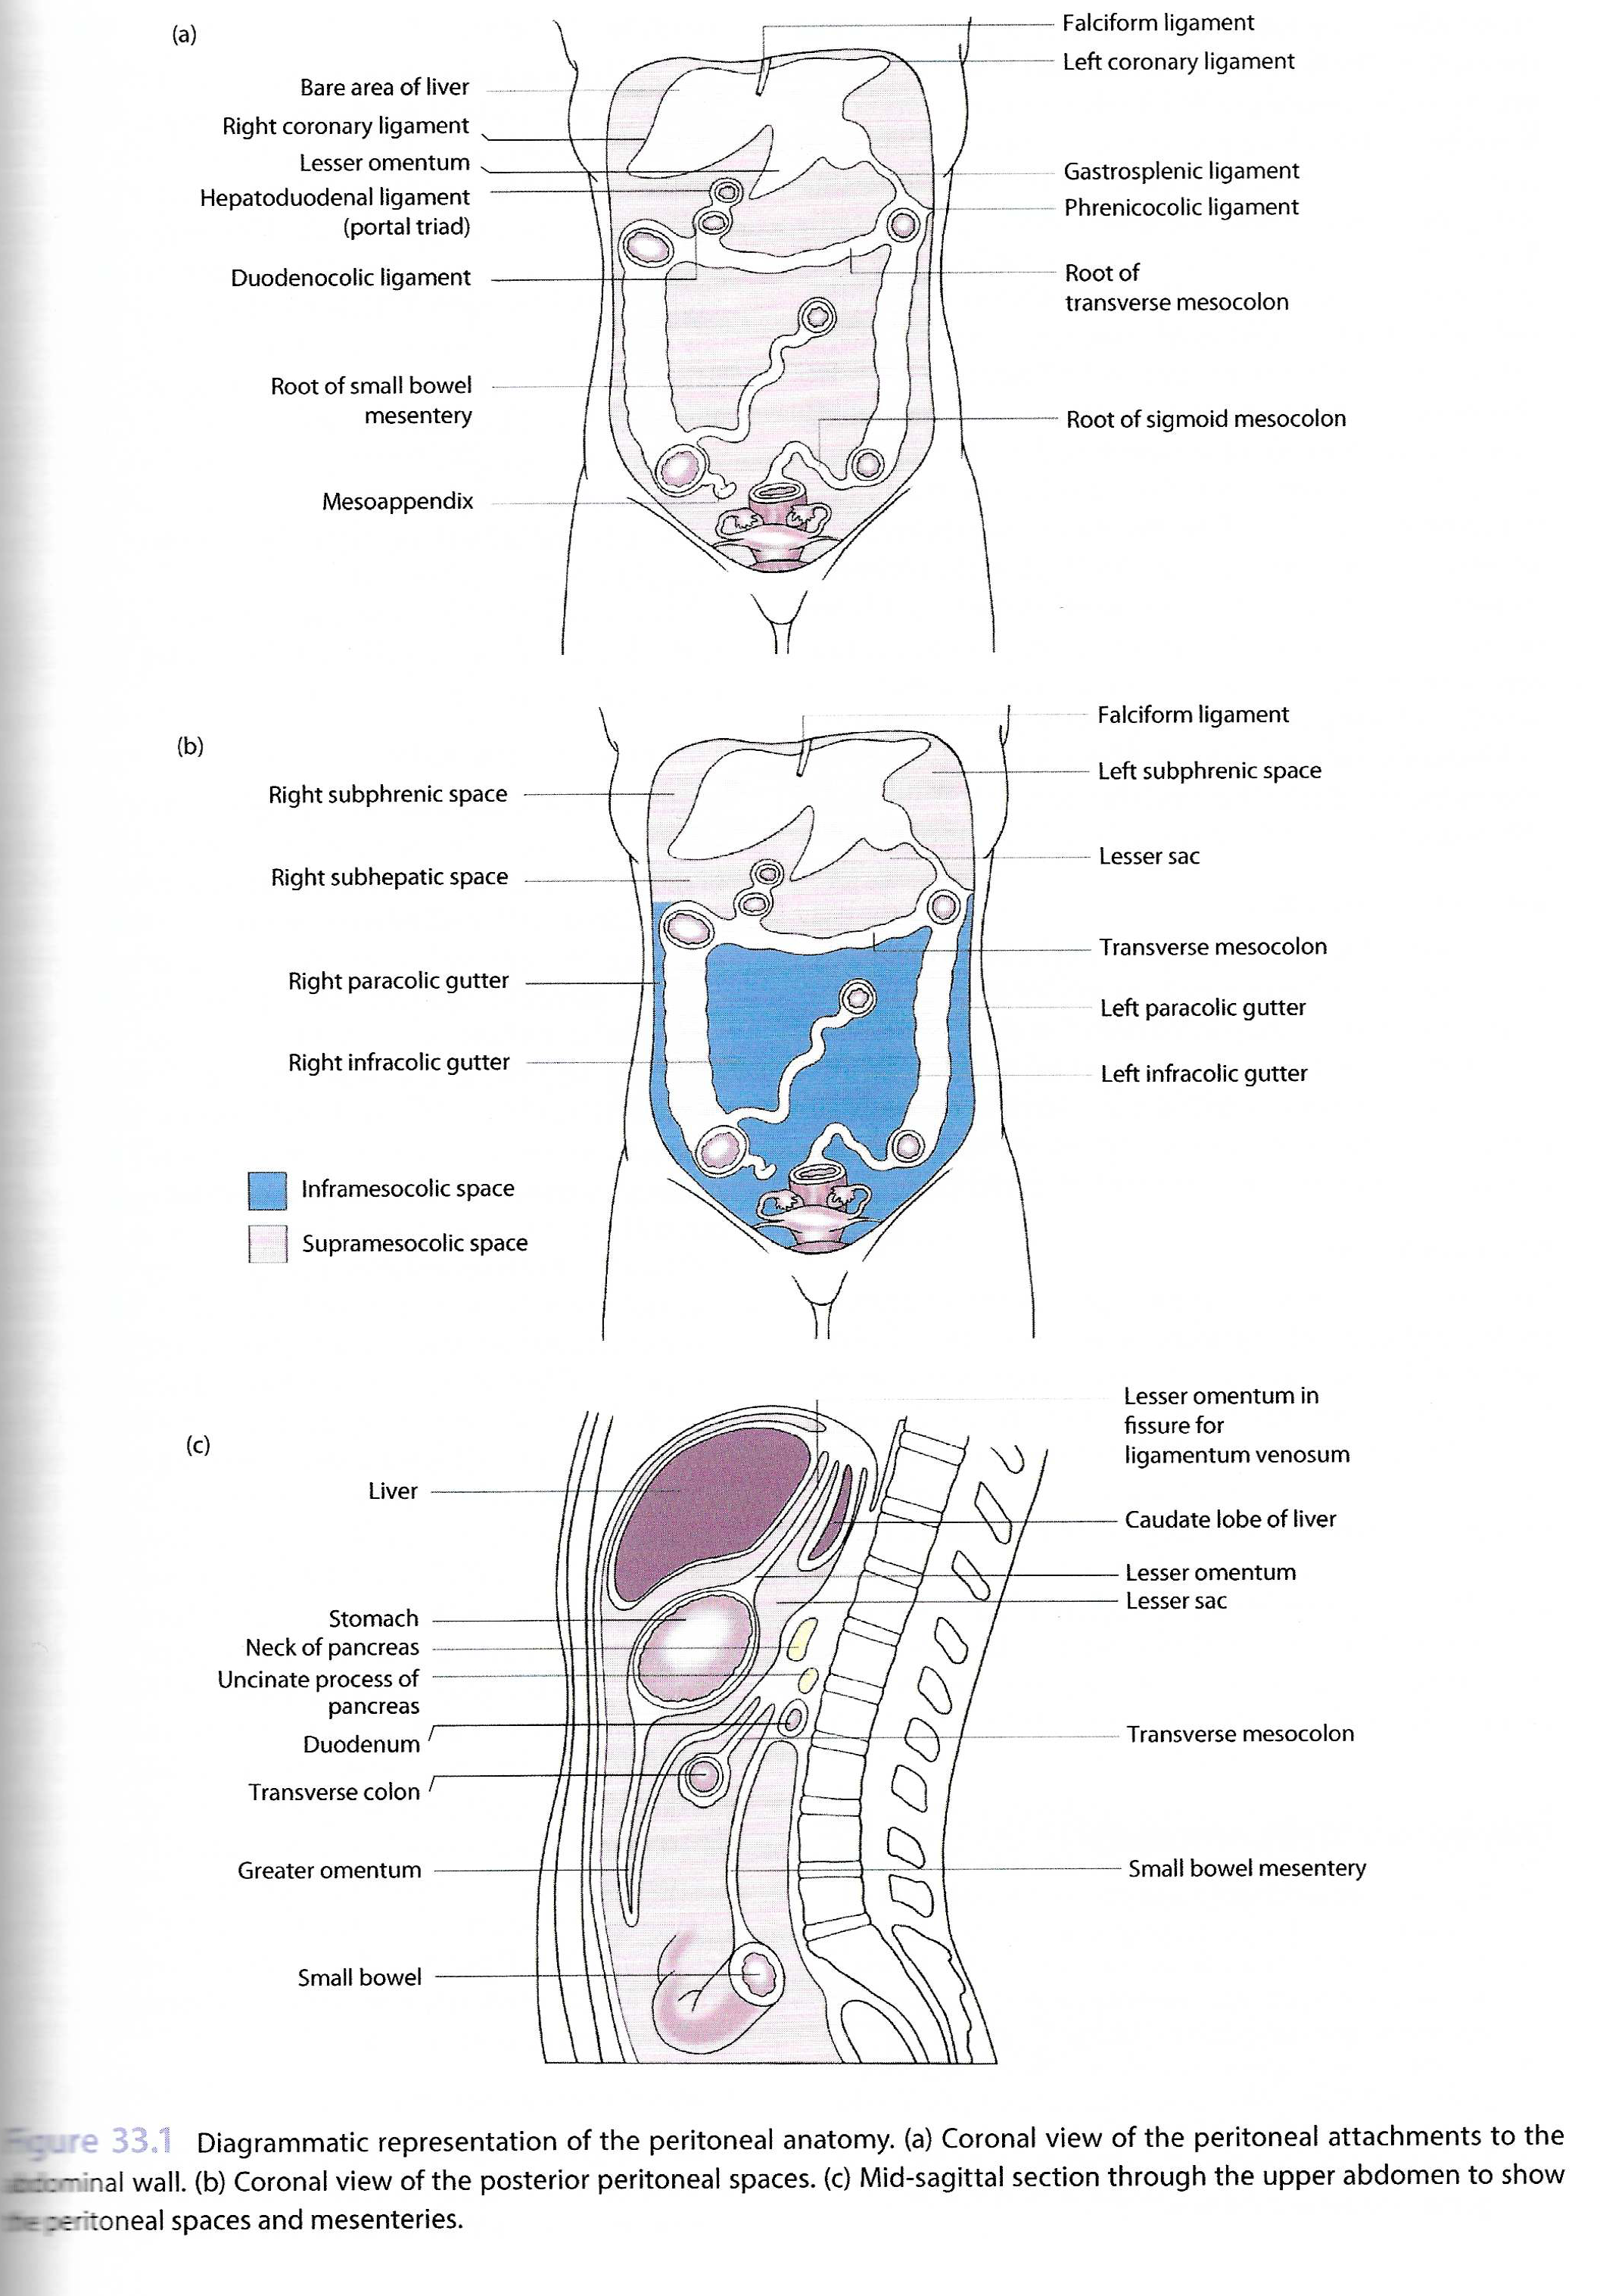 (a)
Falciform ligament
Left coronary ligament
Bare area of liver
Right coronary ligament
Lesser omentum
Hepatoduodenal ligament
(portal triad)
Duodenocolic ligament
Gastrosplenic ligament
Phrenicocolic ligament
Root of
transverse mesocolon
Root of small bowel
mesentery
Root of sigmoid mesocolon
Mesoappendix
(b)
Falciform ligament
Left subphrenic space
Right subphrenic space
Lesser sac
Right subhepatic space
Transverse mesocolon
Right paracolic gutter
Left paracolic gutter
Right infracolic gutter
Left infracolic gutter
Inframesocolic space
Supramesocolic space
(c)
Lesser omentum in
fissure for
ligamentum venosum
Liver
Caudate lobe of liver
Lesser omentum
Lesser sac
Stomach
Neck of pancreas
Uncinate process of
pancreas
Duodenum
Transverse mesocolon
Transverse colon
Greater omentum
Small bowel mesentery
Small bowel
Figure 33.1 Diagrammatic representation of the peritoneal anatomy. (a) Coronal view of the peritoneal attachments to the
abdominal wall. (b) Coronal view of the posterior peritoneal spaces. (c) Mid-sagittal section through the upper abdomen to show
the peritoneal spaces and mesenteries.